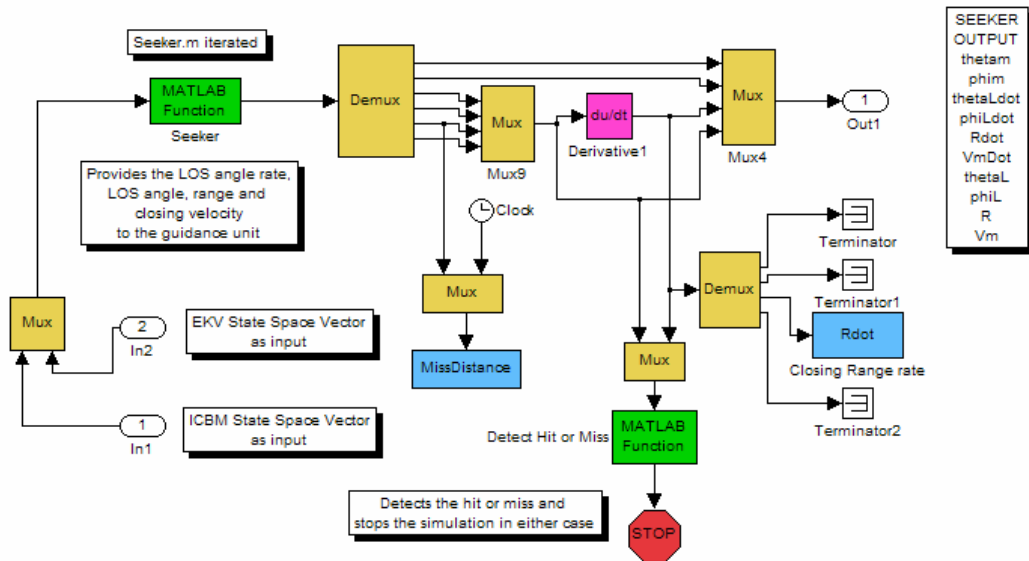 Seeker.m iterated
MATLAB
Function
Seeker
Provides the LOS angle rate,
LOS angle, range and
closing velocity
to the guidance unit
Mux
2
In2
EKV State Space Vector
as input
1
In1
ICBM State Space Vector
as input
Demux
Mux
Mux9
du/dt
Derivative1
Mux
Mux4
1
Out1
Clock
Mux
MissDistance
Demux
Terminator
Terminator1
Rdot
Closing Range rate
Terminator2
Mux
Detect Hit or Miss
MATLAB
Function
Detects the hit or miss and
stops the simulation in either case
STOP
SEEKER
OUTPUT
thetam
phim
thetaLdot
phiLdot
Rdot
VmDot
thetaL
phiL
R
Vm